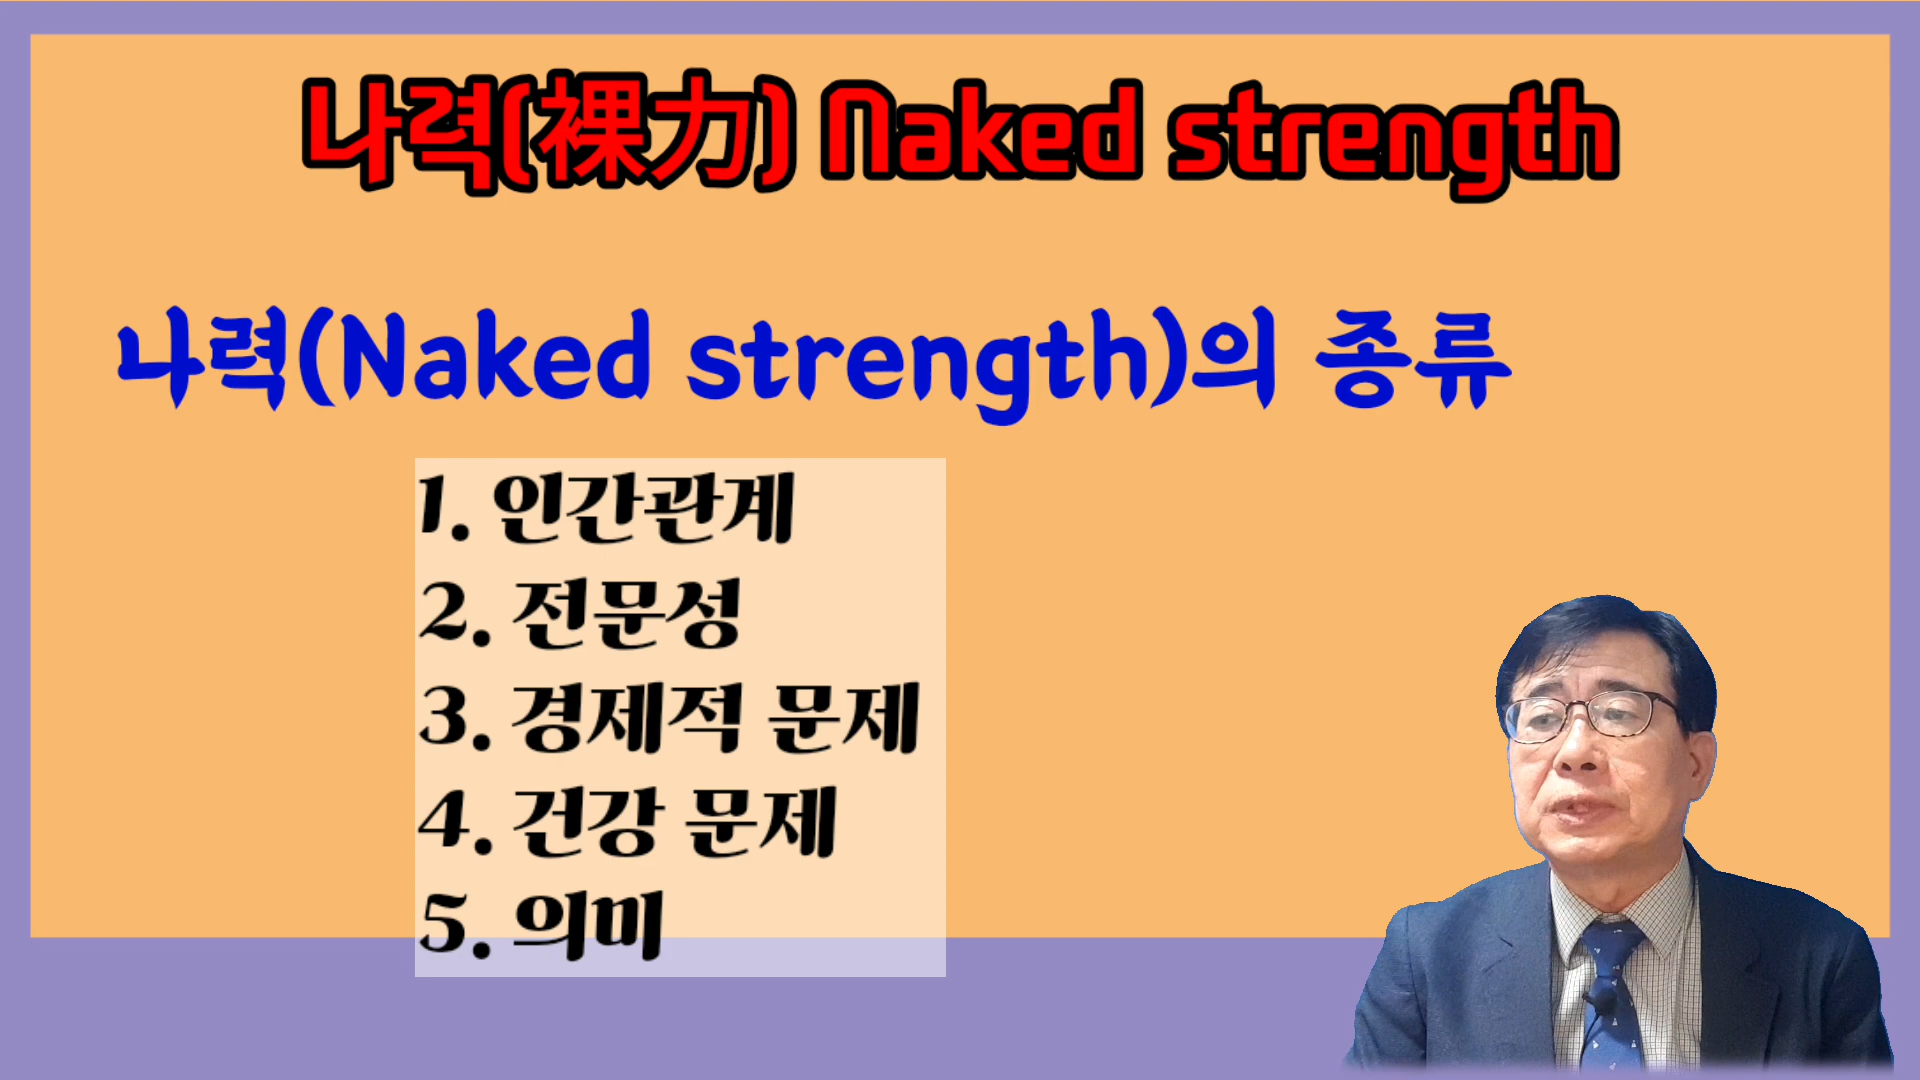 나력(裸力) Naked strength
나력(Naked strength)의 종류
1. 인간관계
2. 전문성
3. 경제적 문제
4. 건강 문제
5. 의미